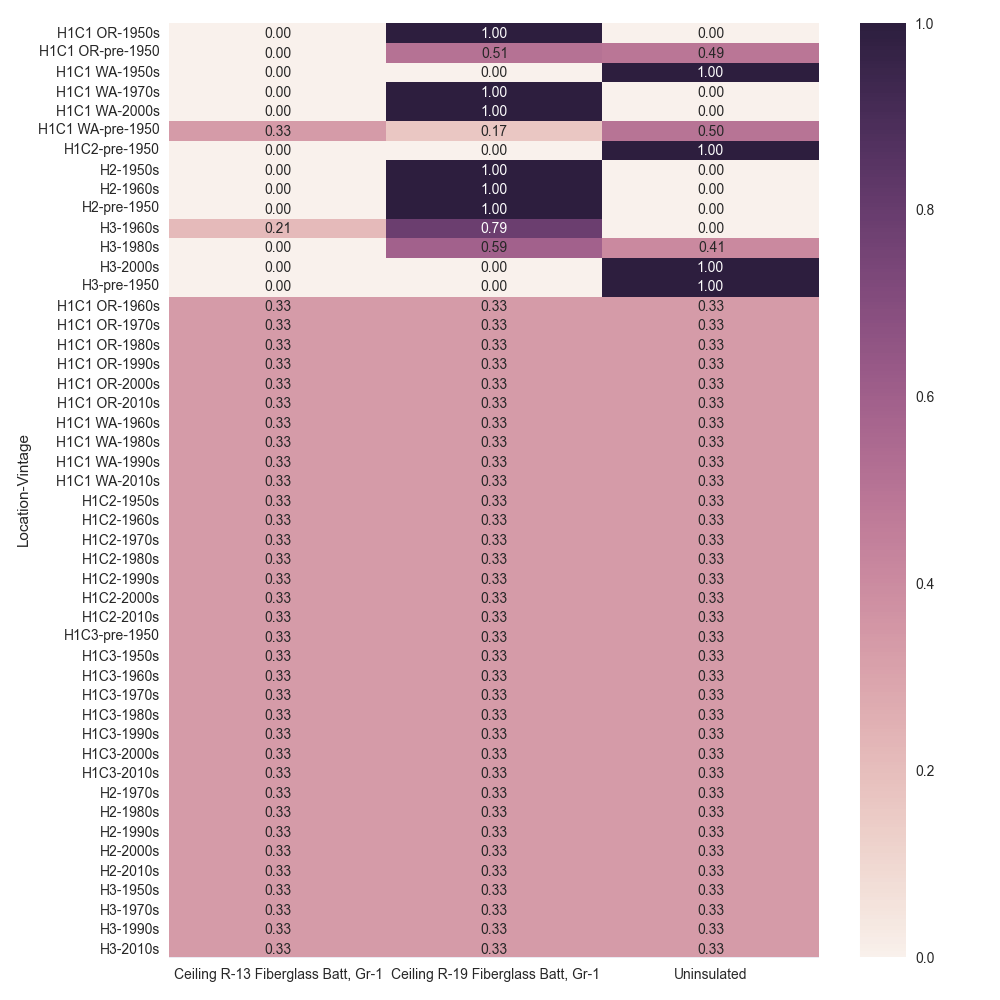 H1C1 OR-1950s 0.00 1.00 0.00
H1C1 OR-pre-1950 0.00 0.51 0.49
H1C1 WA-1950s 0.00 0.00 1.00
H1C1 WA-1970s 0.00 1.00 0.00
H1C1 WA-2000s 0.00 1.00 0.00
H1C1 WA-pre-1950 0.33 0.17 0.50
H1C2-pre-1950 0.00 0.00 1.00
H2-1950s 0.00 1.00 0.00
H2-1960s 0.00 1.00 0.00
H2-pre-1950 0.00 1.00 0.00
H3-1960s 0.21 0.79 0.00
H3-1980s 0.00 0.59 0.41
H3-2000s 0.00 0.00 1.00
H3-pre-1950 0.00 0.00 1.00
H1C1 OR-1960s 0.33 0.33 0.33
H1C1 OR-1970s 0.33 0.33 0.33
H1C1 OR-1980s 0.33 0.33 0.33
H1C1 OR-1990s 0.33 0.33 0.33
H1C1 OR-2000s 0.33 0.33 0.33
H1C1 OR-2010s 0.33 0.33 0.33
H1C1 WA-1960s 0.33 0.33 0.33
H1C1 WA-1980s 0.33 0.33 0.33
H1C1 WA-1990s 0.33 0.33 0.33
H1C1 WA-2010s 0.33 0.33 0.33
H1C2-1950s 0.33 0.33 0.33
H1C2-1960s 0.33 0.33 0.33
H1C2-1970s 0.33 0.33 0.33
H1C2-1980s 0.33 0.33 0.33
H1C2-1990s 0.33 0.33 0.33
H1C2-2000s 0.33 0.33 0.33
H1C2-2010s 0.33 0.33 0.33
H1C3-pre-1950 0.33 0.33 0.33
H1C3-1950s 0.33 0.33 0.33
H1C3-1960s 0.33 0.33 0.33
H1C3-1970s 0.33 0.33 0.33
H1C3-1980s 0.33 0.33 0.33
H1C3-1990s 0.33 0.33 0.33
H1C3-2000s 0.33 0.33 0.33
H1C3-2010s 0.33 0.33 0.33
H2-1970s 0.33 0.33 0.33
H2-1980s 0.33 0.33 0.33
H2-1990s 0.33 0.33 0.33
H2-2000s 0.33 0.33 0.33
H2-2010s 0.33 0.33 0.33
H3-1950s 0.33 0.33 0.33
H3-1970s 0.33 0.33 0.33
H3-1990s 0.33 0.33 0.33
H3-2010s 0.33 0.33 0.33
Location-Vintage
Ceiling R-13 Fiberglass Batt, Gr-1 Ceiling R-19 Fiberglass Batt, Gr-1 Uninsulated
1.0
0.8
0.6
0.4
0.2
0.0